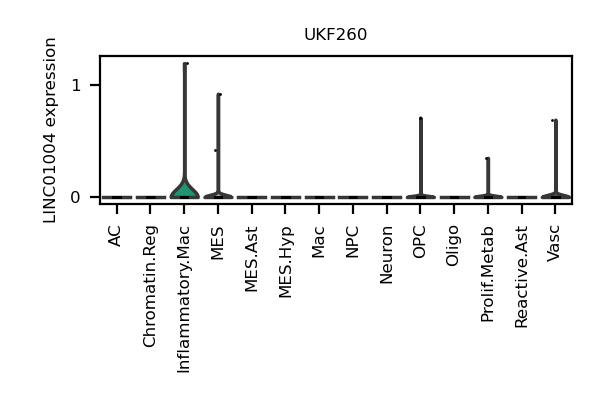 UKF260
LINC01004 expression
1
0
AC
Chromatin.Reg
Inflammatory.Mac
MES
MES.Ast
MES.Hyp
Mac
NPC
Neuron
OPC
Oligo
Prolif.Metab
Reactive.Ast
Vasc